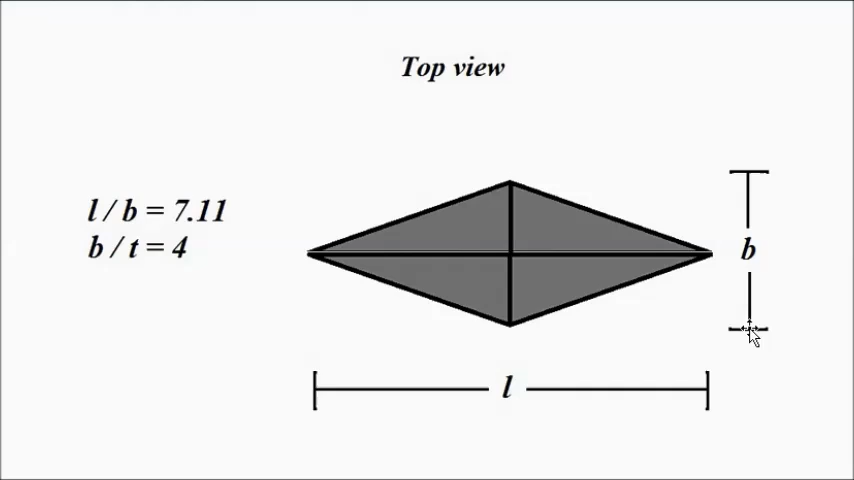 Top view
l / b = 7.11
b / t = 4
b
l